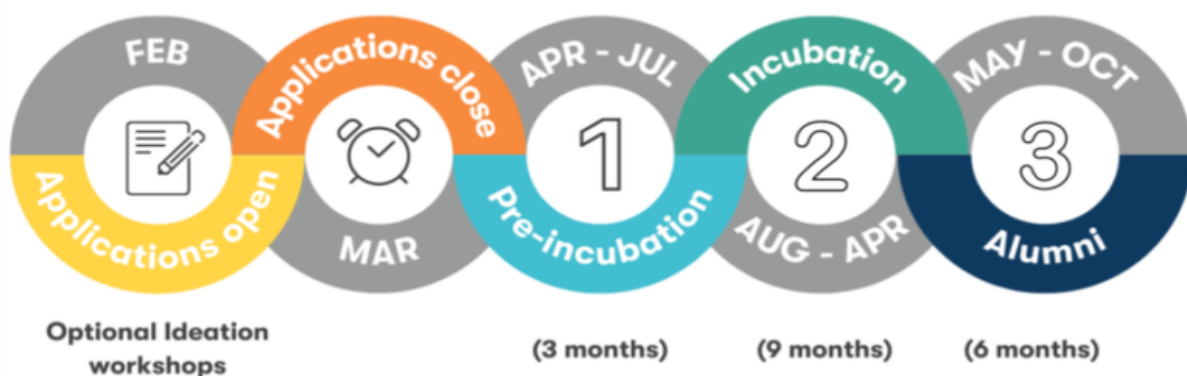 FEB
Applications open
Optional Ideation
workshops
Applications close
MAR
APR - JUL
1
Pre-incubation
(3 months)
Incubation
2
AUG - APR
(9 months)
MAY - OCT
3
Alumni
(6 months)